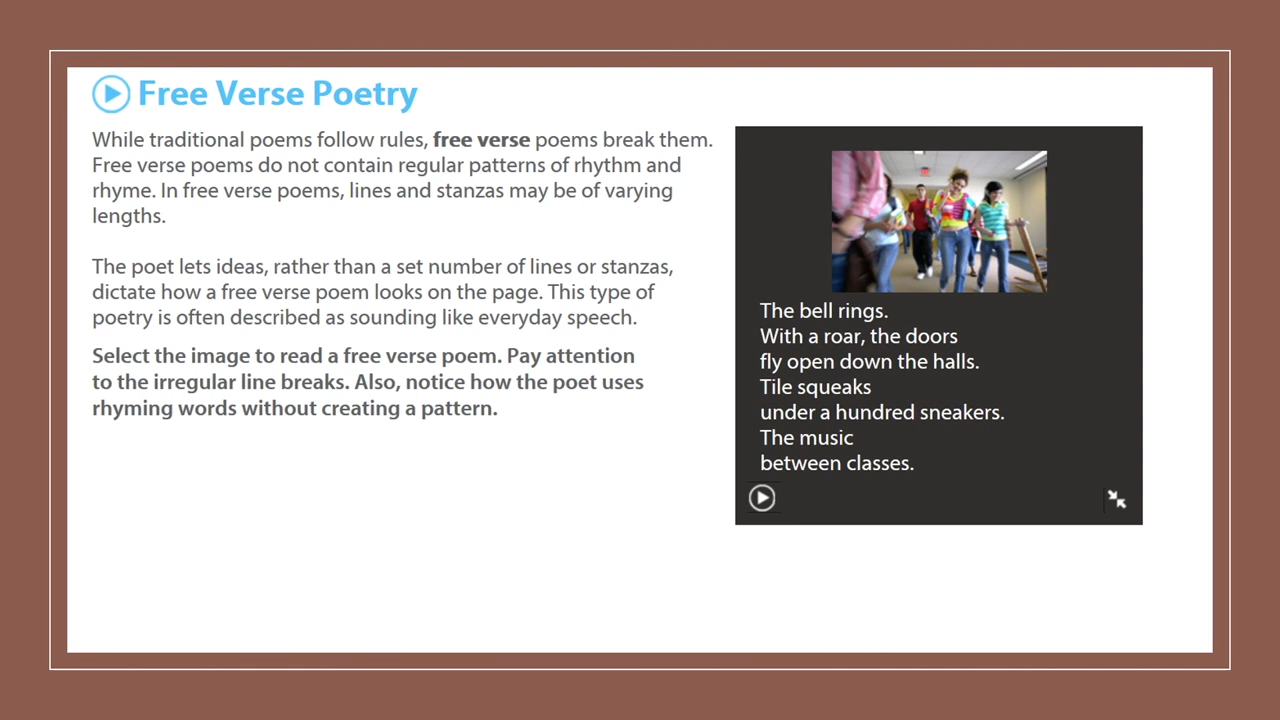 Free Verse Poetry
While traditional poems follow rules, free verse poems break them.
Free verse poems do not contain regular patterns of rhythm and
rhyme. In free verse poems, lines and stanzas may be of varying
lengths.
The poet lets ideas, rather than a set number of lines or stanzas,
dictate how a free verse poem looks on the page. This type of
poetry is often described as sounding like everyday speech.
Select the image to read a free verse poem. Pay attention
to the irregular line breaks. Also, notice how the poet uses
rhyming words without creating a pattern.
The bell rings.
With a roar, the doors
fly open down the halls.
Tile squeaks
under a hundred sneakers.
The music
between classes.